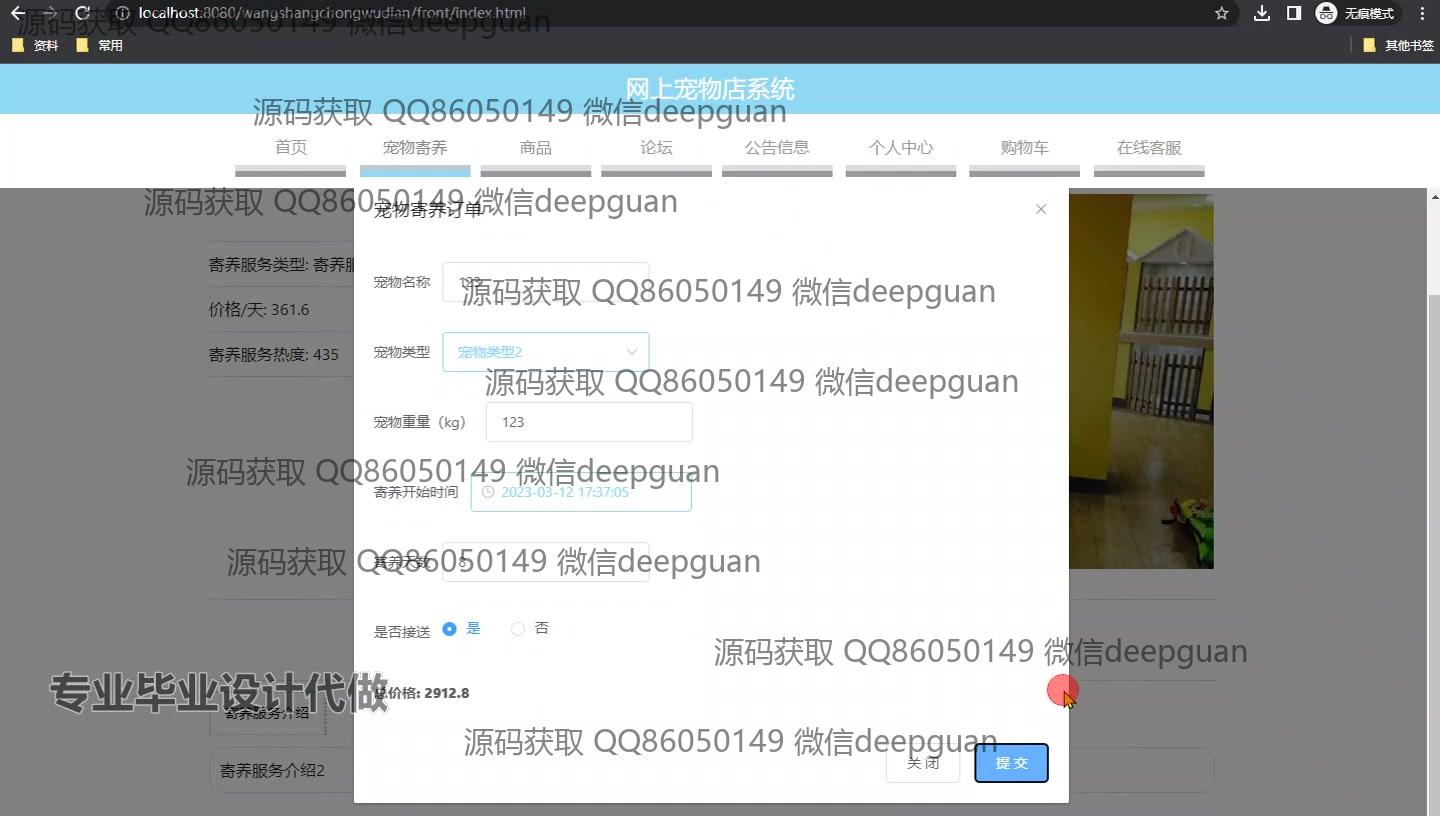 localhost:8080/wangshangchongwudian/front/index.html
无痕模式
源码获取 QQ86050149 微信deepguan
资料 常用 其他书签
网上宠物店系统
源码获取 QQ86050149 微信deepguan
首页 宠物寄养 商品 论坛 公告信息 个人中心 购物车 在线客服
源码获取 QQ86050149 微信deepguan
宠物寄养订单
寄养服务类型: 寄养服
宠物名称 123
源码获取 QQ86050149 微信deepguan
价格/天: 361.6
寄养服务热度: 435
宠物类型 宠物类型2
源码获取 QQ86050149 微信deepguan
宠物重量（kg） 123
源码获取 QQ86050149 微信deepguan
寄养开始时间 2023-03-12 17:37:05
寄养天数 8
源码获取 QQ86050149 微信deepguan
是否接送 是 否
源码获取 QQ86050149 微信deepguan
专业毕业设计代做
总价格: 2912.8
寄养服务介绍
源码获取 QQ86050149 微信deepguan
关 闭 提 交
寄养服务介绍2